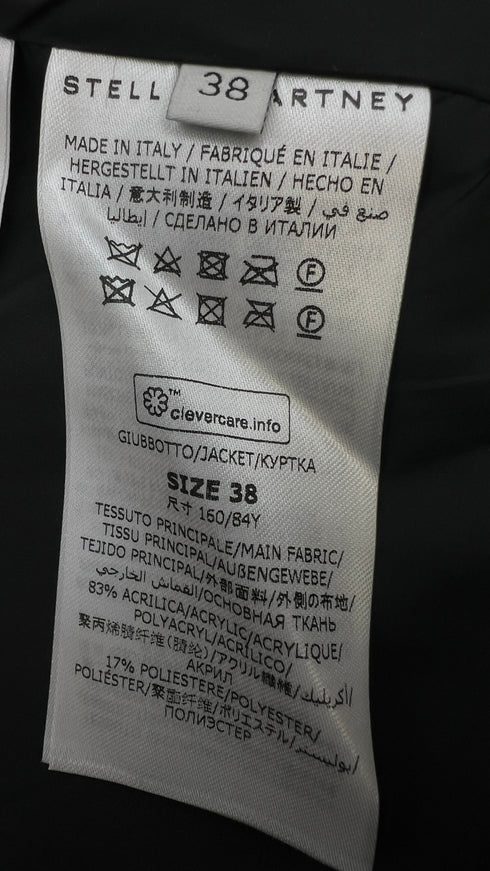 38
STELL ARTNEY
MADE IN ITALY / FABRIQUÉ EN ITALIE /
HERGESTELLT IN ITALIEN / HECHO EN
ITALIA / 意大利制造 / イタリア製 / صنع في
إيطاليا / СДЕЛАНО В ИТАЛИИ
F
F
™
clevercare.info
GIUBBOTTO/JACKET/КУРТКА
SIZE 38
尺寸 160/84Y
TESSUTO PRINCIPALE/MAIN FABRIC/
TISSU PRINCIPAL/AUßENGEWEBE/
TEJIDO PRINCIPAL/外部面料/外側の布地/
القماش الخارجي/ОСНОВНАЯ ТКАНЬ
83% ACRILICA/ACRYLIC/ACRYLIQUE/
POLYACRYL/ACRÍLICO/
聚丙烯腈纤维(腈纶)/アクリル繊維/أكريليك/
АКРИЛ
17% POLIESTERE/POLYESTER/
POLIÉSTER/聚酯纤维/ポリエステル/بوليستر/
ПОЛИЭСТЕР